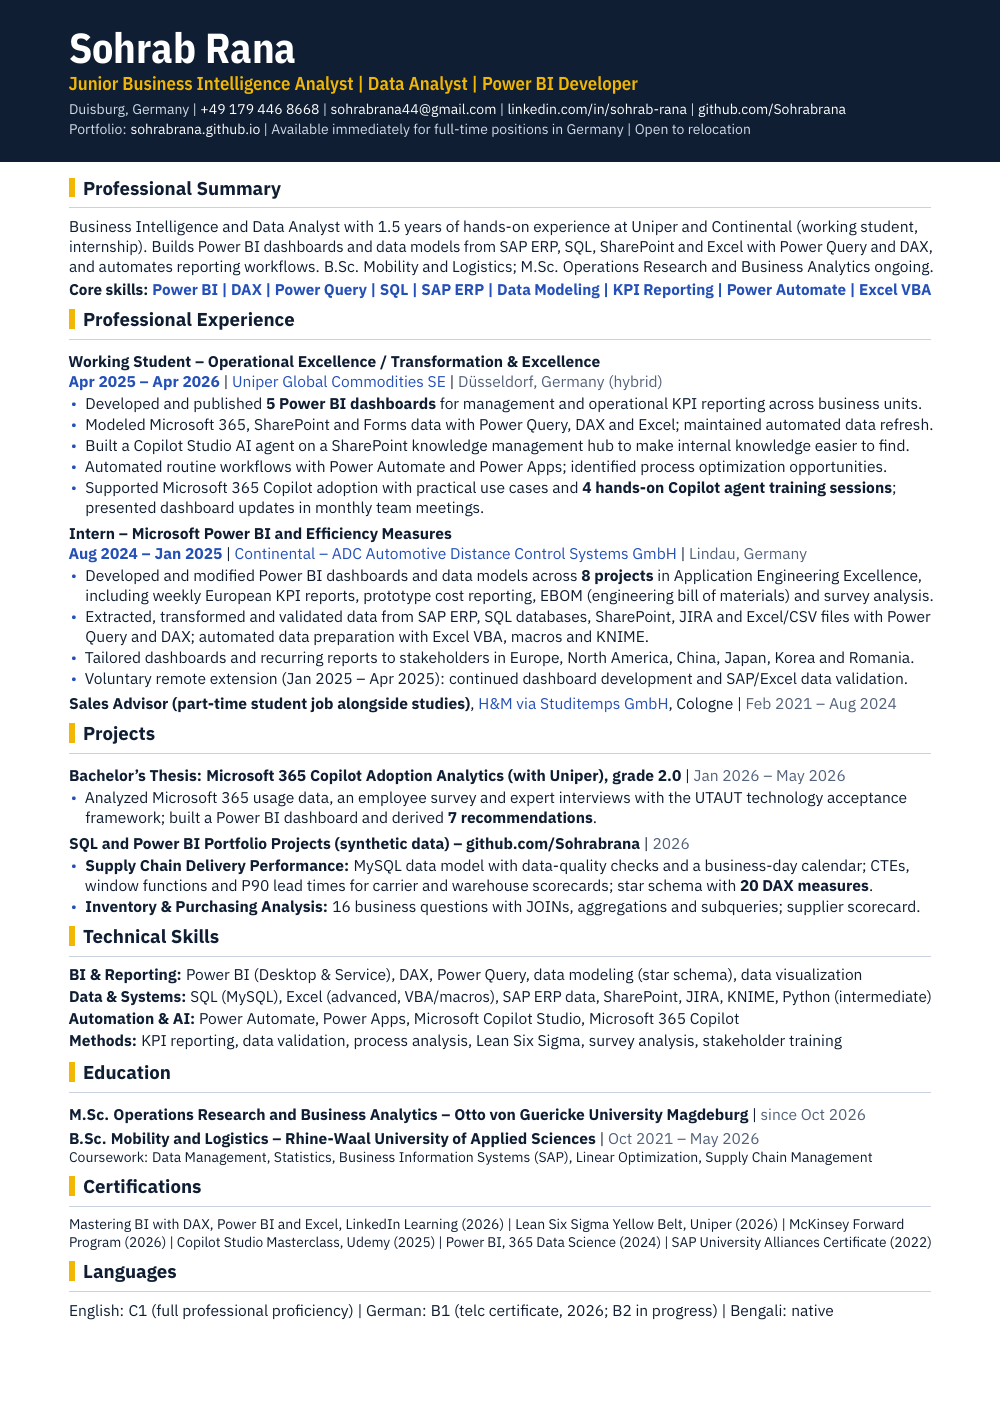 Sohrab Rana
Junior Business Intelligence Analyst | Data Analyst | Power BI Developer
Duisburg, Germany | +49 179 446 8668 | sohrabrana44@gmail.com | linkedin.com/in/sohrab-rana | github.com/Sohrabrana
Portfolio: sohrabrana.github.io | Available immediately for full-time positions in Germany | Open to relocation
Professional Summary
Business Intelligence and Data Analyst with 1.5 years of hands-on experience at Uniper and Continental (working student,
internship). Builds Power BI dashboards and data models from SAP ERP, SQL, SharePoint and Excel with Power Query and DAX,
and automates reporting workflows. B.Sc. Mobility and Logistics; M.Sc. Operations Research and Business Analytics ongoing.
Core skills: Power BI | DAX | Power Query | SQL | SAP ERP | Data Modeling | KPI Reporting | Power Automate | Excel VBA
Professional Experience
Working Student – Operational Excellence / Transformation & Excellence
Apr 2025 – Apr 2026 | Uniper Global Commodities SE | Düsseldorf, Germany (hybrid)
• Developed and published 5 Power BI dashboards for management and operational KPI reporting across business units.
• Modeled Microsoft 365, SharePoint and Forms data with Power Query, DAX and Excel; maintained automated data refresh.
• Built a Copilot Studio AI agent on a SharePoint knowledge management hub to make internal knowledge easier to find.
• Automated routine workflows with Power Automate and Power Apps; identified process optimization opportunities.
• Supported Microsoft 365 Copilot adoption with practical use cases and 4 hands-on Copilot agent training sessions;
presented dashboard updates in monthly team meetings.
Intern – Microsoft Power BI and Efficiency Measures
Aug 2024 – Jan 2025 | Continental – ADC Automotive Distance Control Systems GmbH | Lindau, Germany
• Developed and modified Power BI dashboards and data models across 8 projects in Application Engineering Excellence,
including weekly European KPI reports, prototype cost reporting, EBOM (engineering bill of materials) and survey analysis.
• Extracted, transformed and validated data from SAP ERP, SQL databases, SharePoint, JIRA and Excel/CSV files with Power
Query and DAX; automated data preparation with Excel VBA, macros and KNIME.
• Tailored dashboards and recurring reports to stakeholders in Europe, North America, China, Japan, Korea and Romania.
• Voluntary remote extension (Jan 2025 – Apr 2025): continued dashboard development and SAP/Excel data validation.
Sales Advisor (part-time student job alongside studies), H&M via Studitemps GmbH, Cologne | Feb 2021 – Aug 2024
Projects
Bachelor’s Thesis: Microsoft 365 Copilot Adoption Analytics (with Uniper), grade 2.0 | Jan 2026 – May 2026
• Analyzed Microsoft 365 usage data, an employee survey and expert interviews with the UTAUT technology acceptance
framework; built a Power BI dashboard and derived 7 recommendations.
SQL and Power BI Portfolio Projects (synthetic data) – github.com/Sohrabrana | 2026
• Supply Chain Delivery Performance: MySQL data model with data-quality checks and a business-day calendar; CTEs,
window functions and P90 lead times for carrier and warehouse scorecards; star schema with 20 DAX measures.
• Inventory & Purchasing Analysis: 16 business questions with JOINs, aggregations and subqueries; supplier scorecard.
Technical Skills
BI & Reporting: Power BI (Desktop & Service), DAX, Power Query, data modeling (star schema), data visualization
Data & Systems: SQL (MySQL), Excel (advanced, VBA/macros), SAP ERP data, SharePoint, JIRA, KNIME, Python (intermediate)
Automation & AI: Power Automate, Power Apps, Microsoft Copilot Studio, Microsoft 365 Copilot
Methods: KPI reporting, data validation, process analysis, Lean Six Sigma, survey analysis, stakeholder training
Education
M.Sc. Operations Research and Business Analytics – Otto von Guericke University Magdeburg | since Oct 2026
B.Sc. Mobility and Logistics – Rhine-Waal University of Applied Sciences | Oct 2021 – May 2026
Coursework: Data Management, Statistics, Business Information Systems (SAP), Linear Optimization, Supply Chain Management
Certifications
Mastering BI with DAX, Power BI and Excel, LinkedIn Learning (2026) | Lean Six Sigma Yellow Belt, Uniper (2026) | McKinsey Forward
Program (2026) | Copilot Studio Masterclass, Udemy (2025) | Power BI, 365 Data Science (2024) | SAP University Alliances Certificate (2022)
Languages
English: C1 (full professional proficiency) | German: B1 (telc certificate, 2026; B2 in progress) | Bengali: native